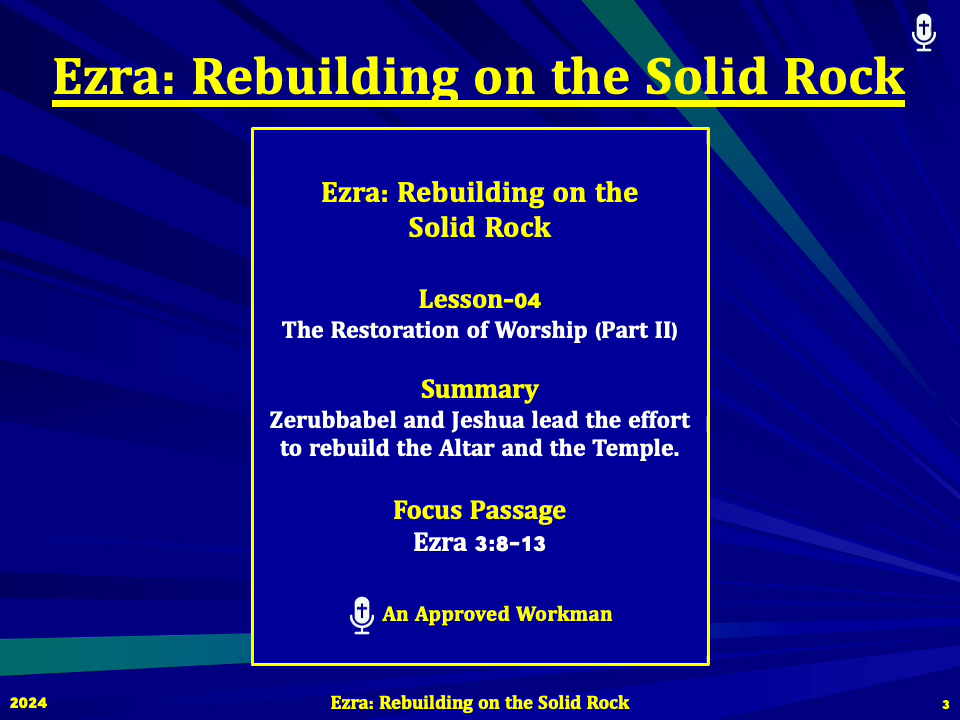 Ezra: Rebuilding on the Solid Rock
Ezra: Rebuilding on the
Solid Rock
Lesson-04
The Restoration of Worship (Part II)
Summary
Zerubbabel and Jeshua lead the effort
to rebuild the Altar and the Temple.
Focus Passage
Ezra 3:8-13
An Approved Workman
2024
Ezra: Rebuilding on the Solid Rock
3